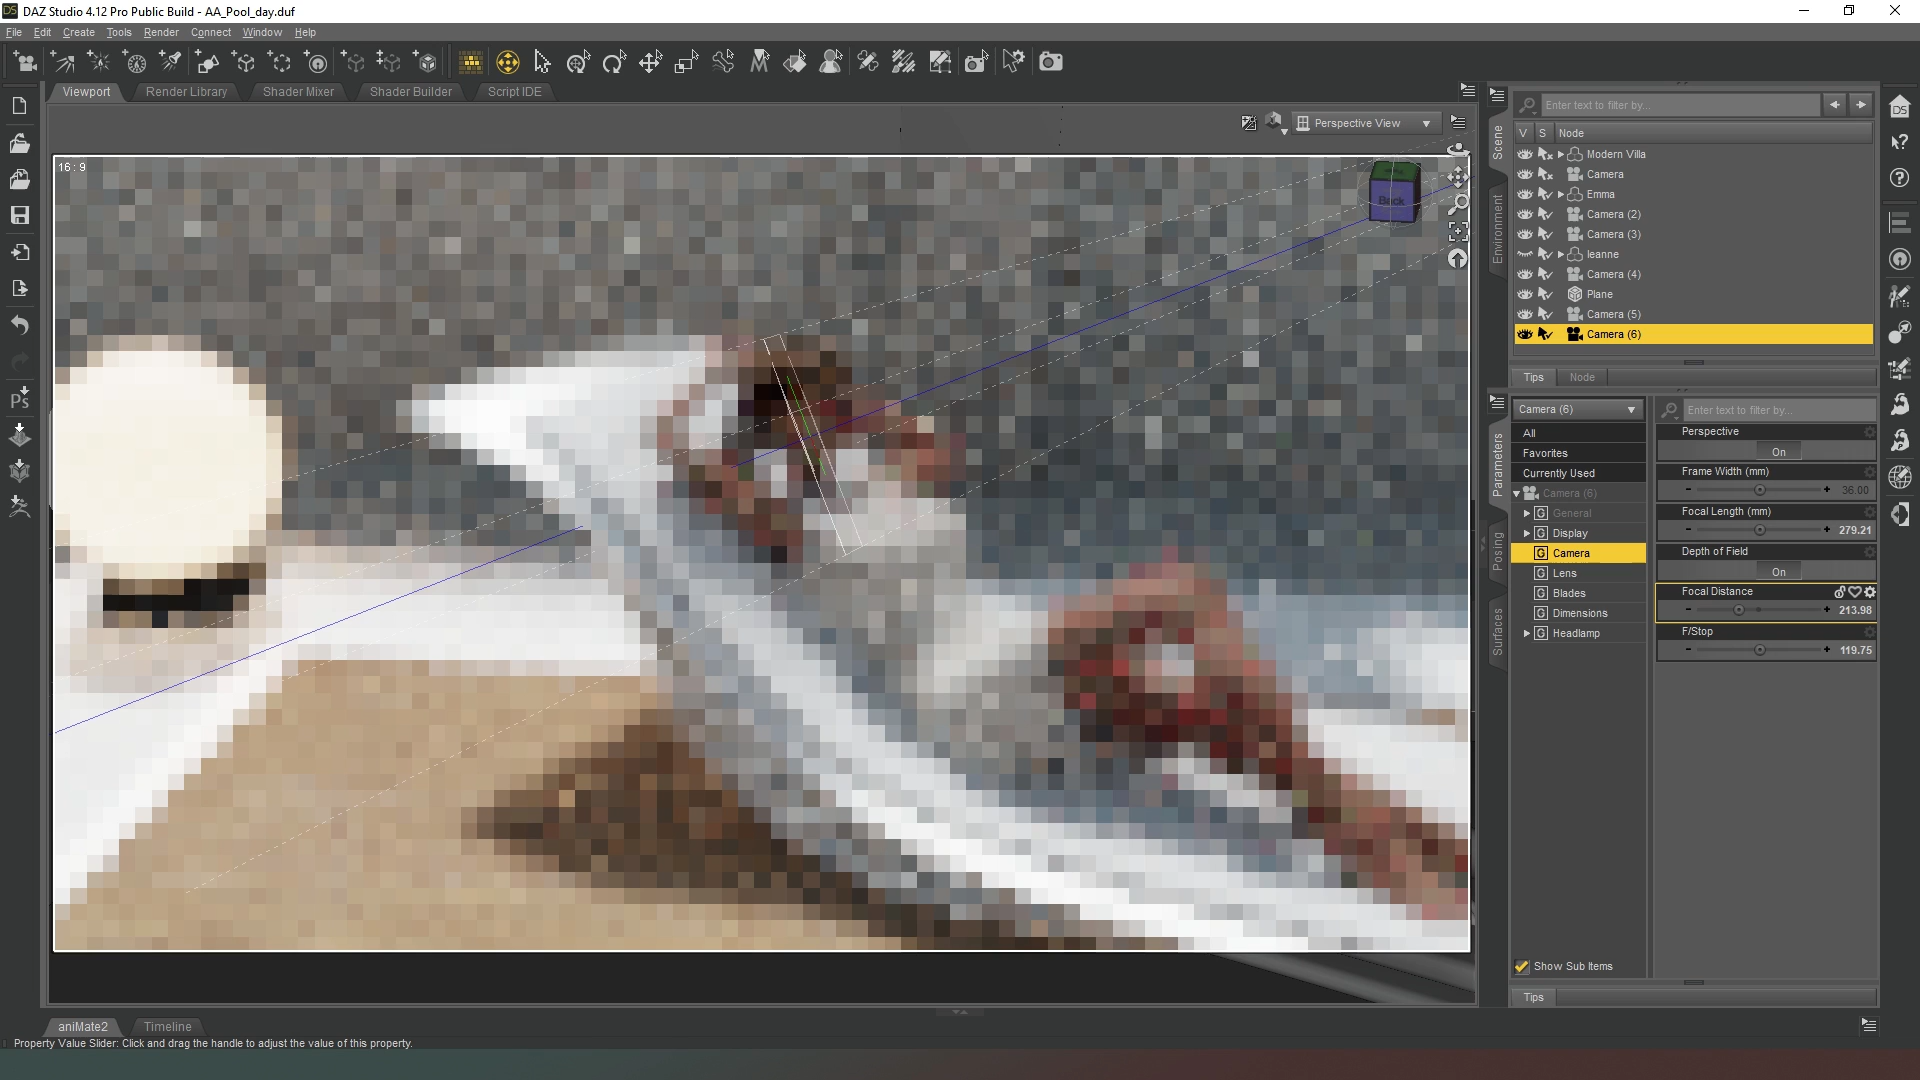 DAZ Studio 4.12 Pro Public Build - AA_Pool_day.duf
File Edit Create Tools Render Connect Window Help
Viewport Render Library Shader Mixer Shader Builder Script IDE
Perspective View
16 : 9
Back
Scene
Environment
Enter text to filter by...
V S Node
Modern Villa
Camera
Emma
Camera (2)
Camera (3)
leanne
Camera (4)
Plane
Camera (5)
Camera (6)
Tips Node
Parameters
Posing
Surfaces
Camera (6)
All
Favorites
Currently Used
Camera (6)
General
Display
Camera
Lens
Blades
Dimensions
Headlamp
Show Sub Items
Enter text to filter by...
Perspective
On
Frame Width (mm)
36.00
Focal Length (mm)
279.21
Depth of Field
On
Focal Distance
213.98
F/Stop
119.75
Tips
aniMate2 Timeline
Property Value Slider: Click and drag the handle to adjust the value of this property.
DS
Ps